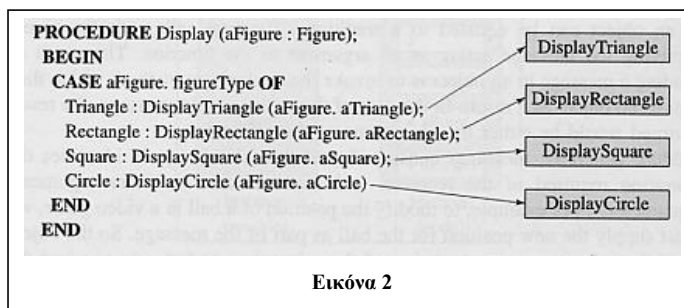 PROCEDURE Display (aFigure : Figure);
BEGIN
CASE aFigure. figureType OF
Triangle : DisplayTriangle (aFigure. aTriangle);
Rectangle : DisplayRectangle (aFigure. aRectangle);
Square : DisplaySquare (aFigure. aSquare);
Circle : DisplayCircle (aFigure. aCircle)
END
END
DisplayTriangle
DisplayRectangle
DisplaySquare
DisplayCircle
Εικόνα 2